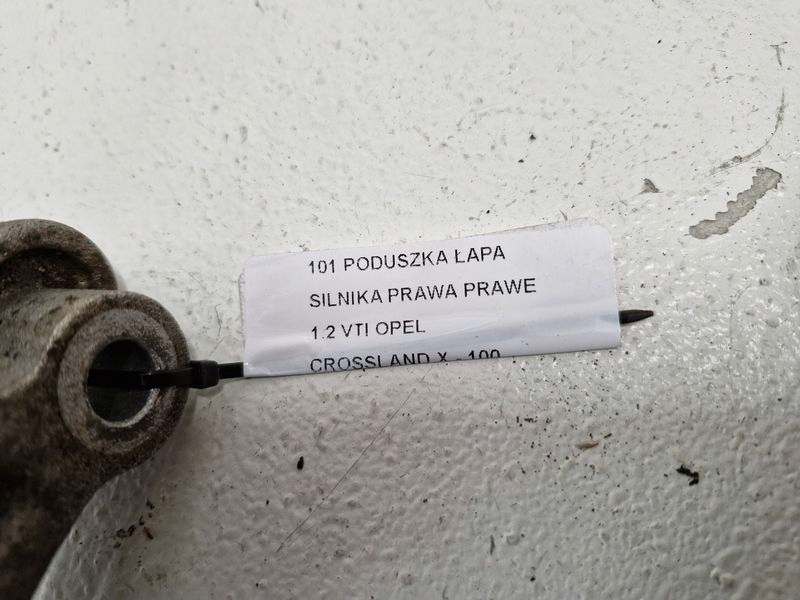 101 PODUSZKA ŁAPA
SILNIKA PRAWA PRAWE
1.2 VTI OPEL
CROSSLAND X - 100